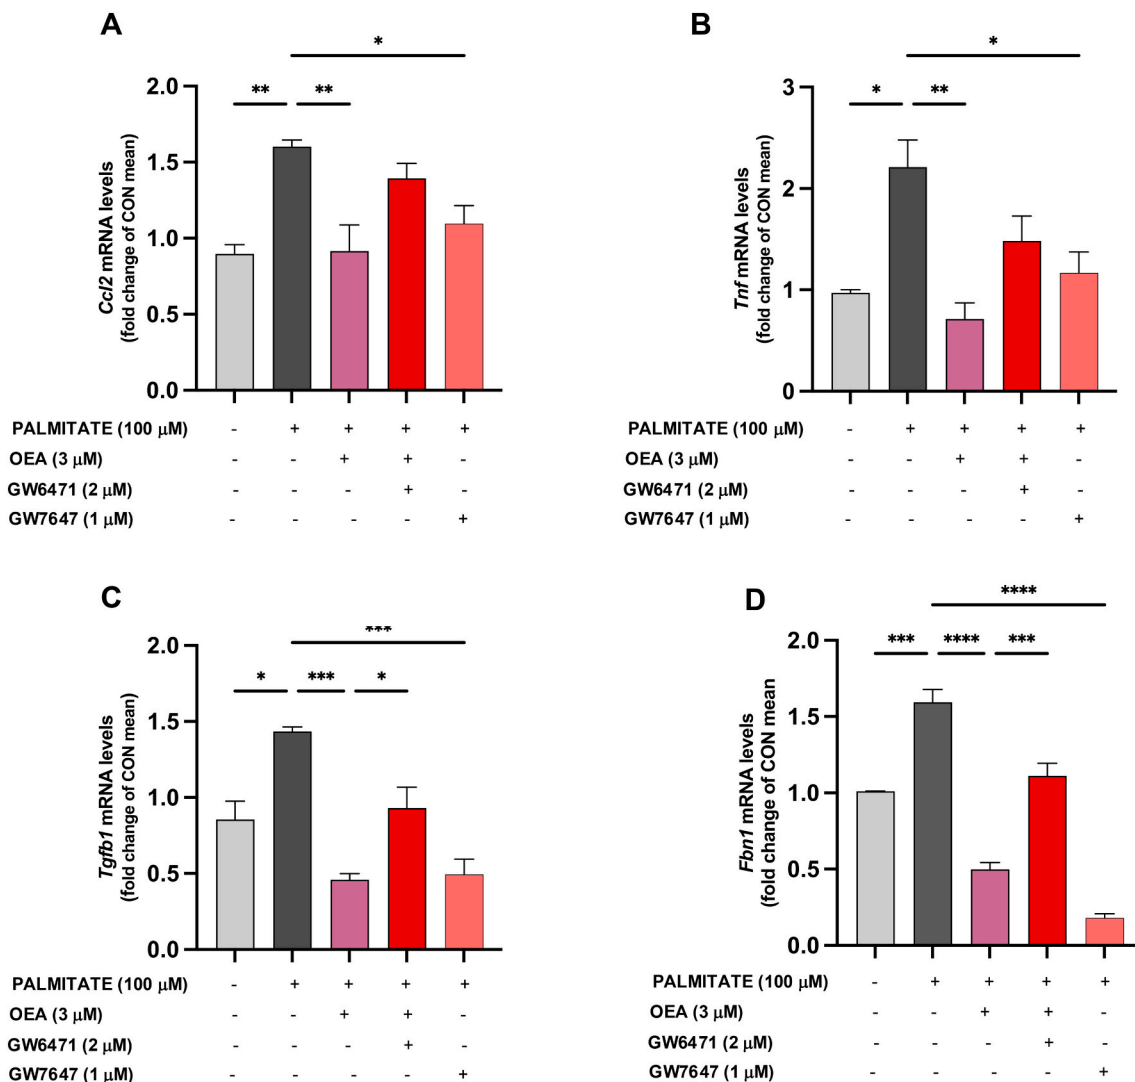 A
*
** **
2.0
1.5
1.0
0.5
0.0
Ccl2 mRNA levels
(fold change of CON mean)
PALMITATE (100 μM) - + + + +
OEA (3 μM) - - + + -
GW6471 (2 μM) - - - + -
GW7647 (1 μM) - - - - +
B
*
* **
3
2
1
0
Tnf mRNA levels
(fold change of CON mean)
PALMITATE (100 μM) - + + + +
OEA (3 μM) - - + + -
GW6471 (2 μM) - - - + -
GW7647 (1 μM) - - - - +
C
***
* *** *
2.0
1.5
1.0
0.5
0.0
Tgfb1 mRNA levels
(fold change of CON mean)
PALMITATE (100 μM) - + + + +
OEA (3 μM) - - + + -
GW6471 (2 μM) - - - + -
GW7647 (1 μM) - - - - +
D
****
*** **** ***
2.0
1.5
1.0
0.5
0.0
Fbn1 mRNA levels
(fold change of CON mean
PALMITATE (100 μM) - + + + +
OEA (3 μM) - - + + -
GW6471 (2 μM) - - - + -
GW7647 (1 μM) - - - - +